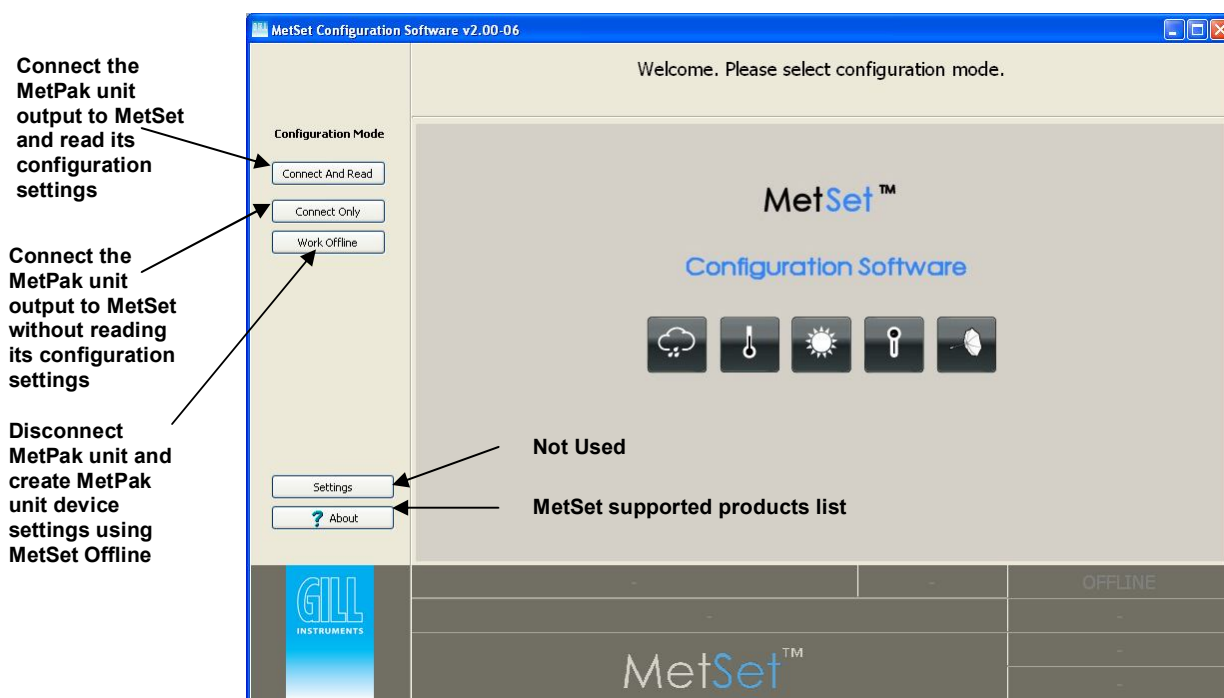 MetSet Configuration Software v2.00-06
Welcome. Please select configuration mode.
Connect the
MetPak unit
output to MetSet
and read its
configuration
settings
Connect the
MetPak unit
output to MetSet
without reading
its configuration
settings
Disconnect
MetPak unit and
create MetPak
unit device
settings using
MetSet Offline
Configuration Mode
Connect And Read
Connect Only
Work Offline
Settings
? About
MetSet™
Configuration Software
Not Used
MetSet supported products list
GILL
INSTRUMENTS
- - OFFLINE
- -
-
-
MetSet™